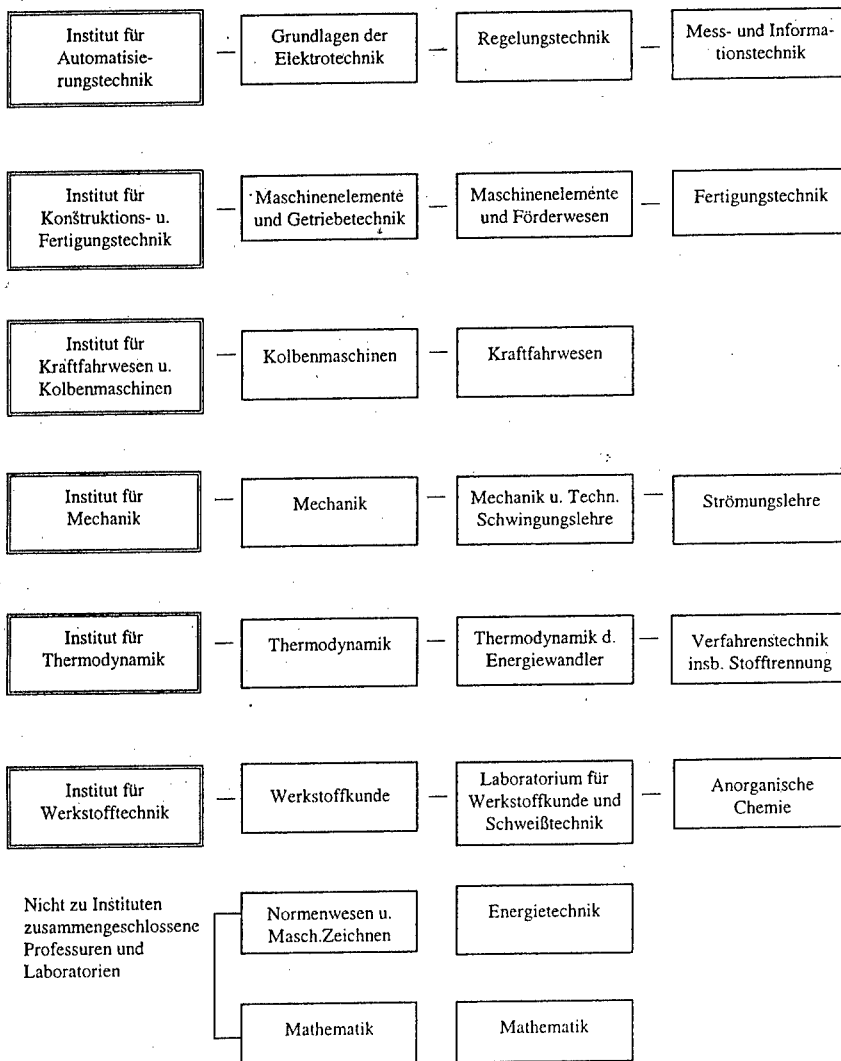 Institut für
Automatisie-
rungstechnik
Grundlagen der
Elektrotechnik
Regelungstechnik
Mess- und Informa-
tionstechnik
Institut für
Konstruktions- u.
Fertigungstechnik
Maschinenelemente
und Getriebetechnik
Maschinenelemente
und Förderwesen
Fertigungstechnik
Institut für
Kraftfahrwesen u.
Kolbenmaschinen
Kolbenmaschinen
Kraftfahrwesen
Institut für
Mechanik
Mechanik
Mechanik u. Techn.
Schwingungslehre
Strömungslehre
Institut für
Thermodynamik
Thermodynamik
Thermodynamik d.
Energiewandler
Verfahrenstechnik
insb. Stofftrennung
Institut für
Werkstofftechnik
Werkstoffkunde
Laboratorium für
Werkstoffkunde und
Schweißtechnik
Anorganische
Chemie
Nicht zu Instituten
zusammengeschlossene
Professuren und
Laboratorien
Normenwesen u.
Masch.Zeichnen
Energietechnik
Mathematik
Mathematik